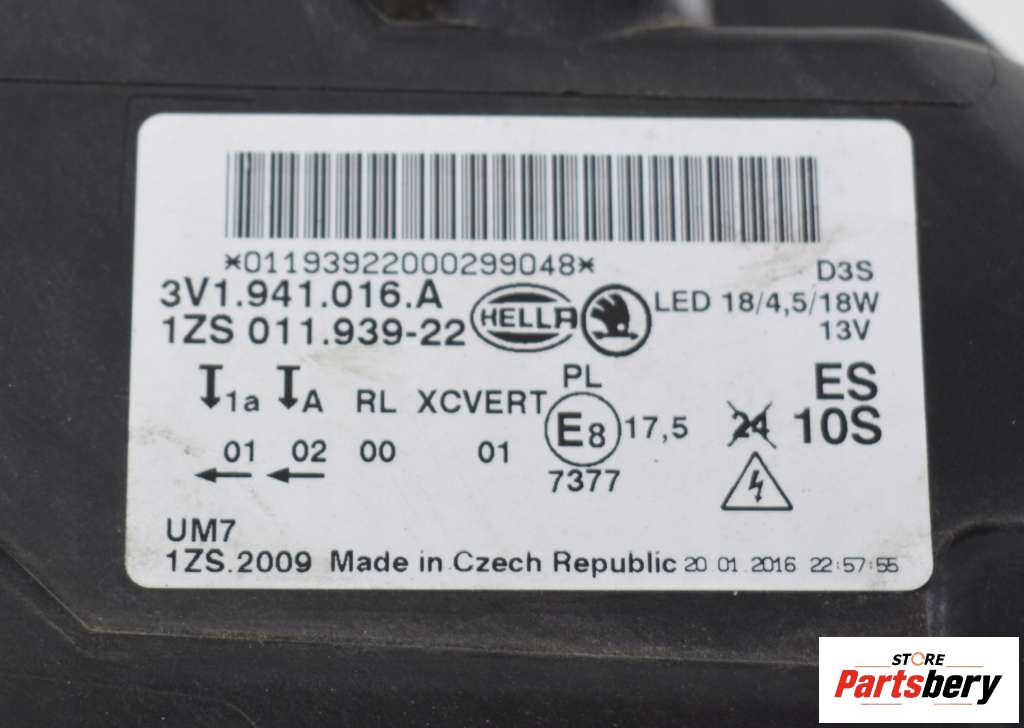 *01193922000299048*
3V1.941.016.A
1ZS 011.939-22
HELLA
D3S
LED 18/4,5/18W
13V
1a A RL XCVERT
01 02 00 01
PL
E8 17,5
7377
ES
24 10S
UM7
1ZS.2009 Made in Czech Republic 20 01 2016 22:57:55
STORE
Partsbery